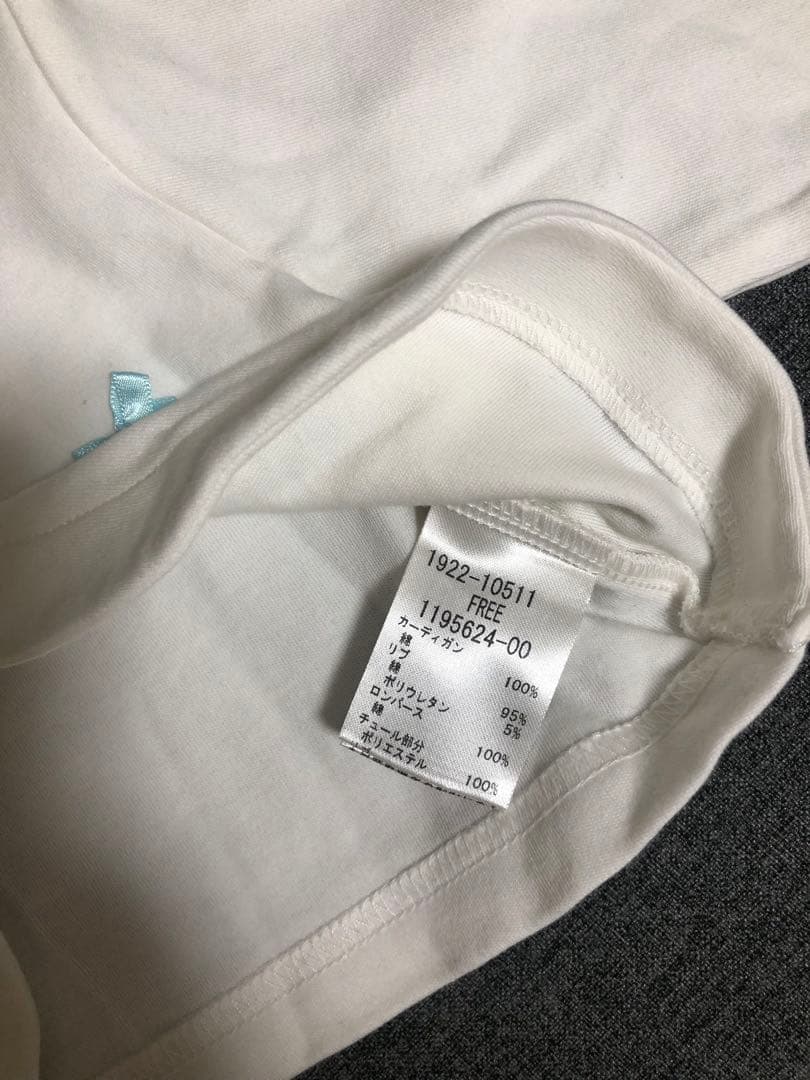 1922-10511
FREE
1195624-00
カーディガン
綿 100%
リブ
綿 95%
ポリウレタン 5%
ロンパース
綿 100%
チュール部分
ポリエステル 100%